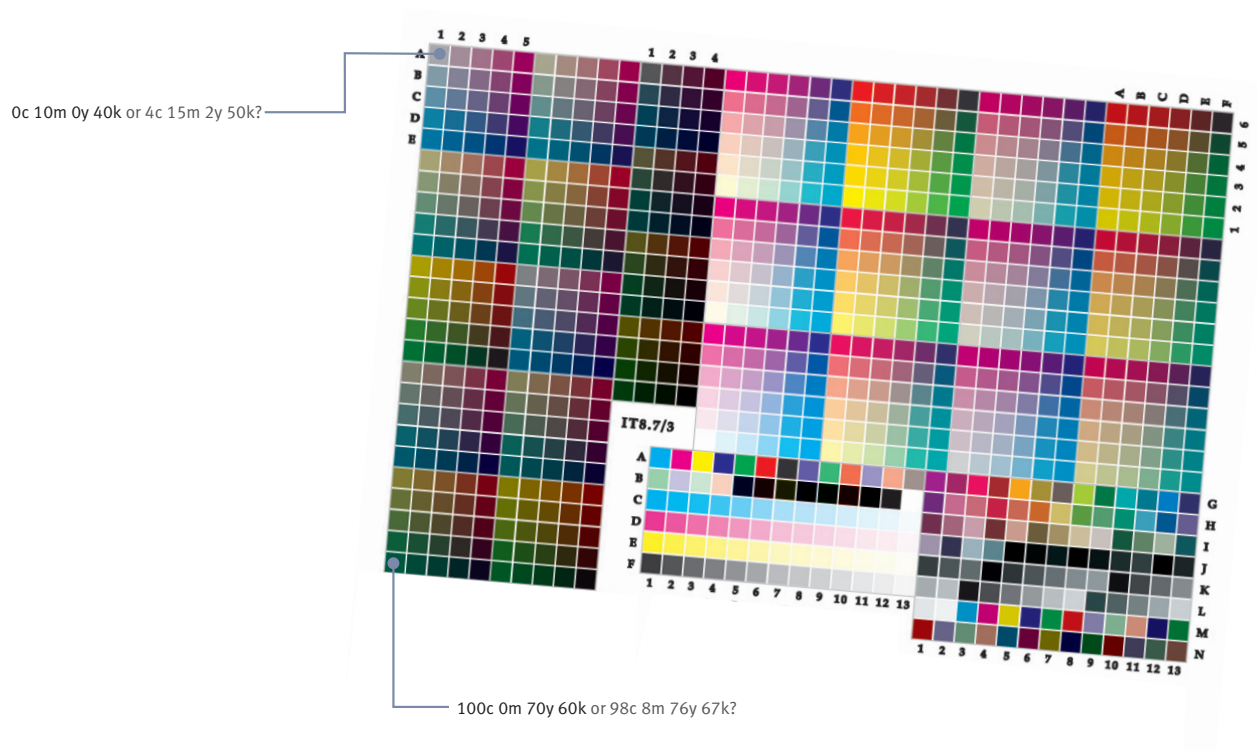 1 2 3 4 5
1 2 3 4
A B C D E F
A
B
C
D
E
6
5
4
3
2
1
0c 10m 0y 40k or 4c 15m 2y 50k?
IT8.7/3
A
B
C
D
E
F
1 2 3 4 5 6 7 8 9 10 11 12 13
G
H
I
J
K
L
M
N
1 2 3 4 5 6 7 8 9 10 11 12 13
100c 0m 70y 60k or 98c 8m 76y 67k?